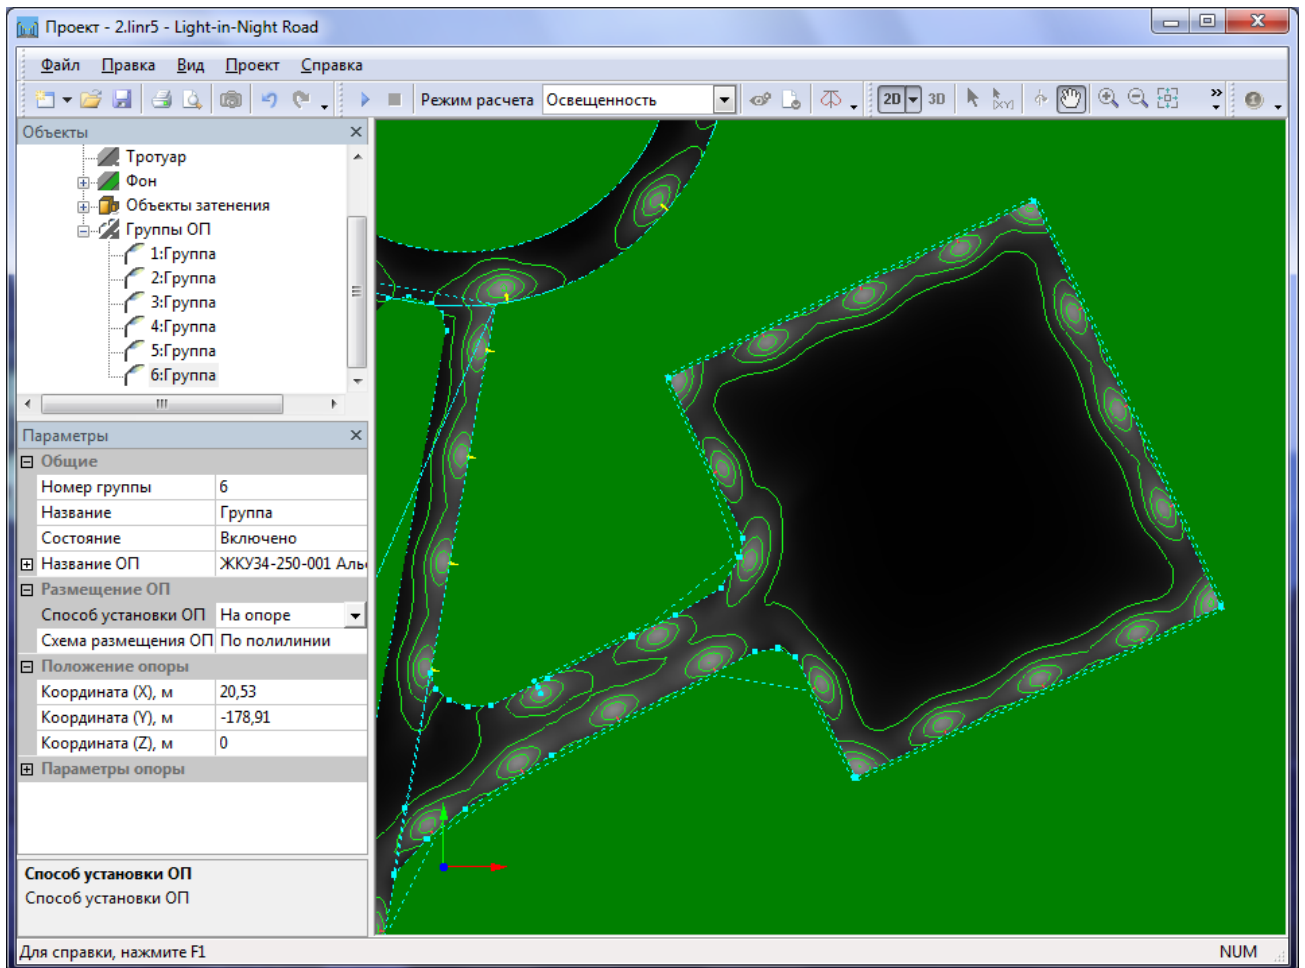 Проект - 2.linr5 - Light-in-Night Road
Файл Правка Вид Проект Справка
Режим расчета Освещенность 2D 3D
Объекты
Тротуар
Фон
Объекты затенения
Группы ОП
1:Группа
2:Группа
3:Группа
4:Группа
5:Группа
6:Группа
Параметры
Общие
Номер группы 6
Название Группа
Состояние Включено
Название ОП ЖКУ34-250-001 Аль
Размещение ОП
Способ установки ОП На опоре
Схема размещения ОП По полилинии
Положение опоры
Координата (X), м 20,53
Координата (Y), м -178,91
Координата (Z), м 0
Параметры опоры
Способ установки ОП
Способ установки ОП
Для справки, нажмите F1 NUM